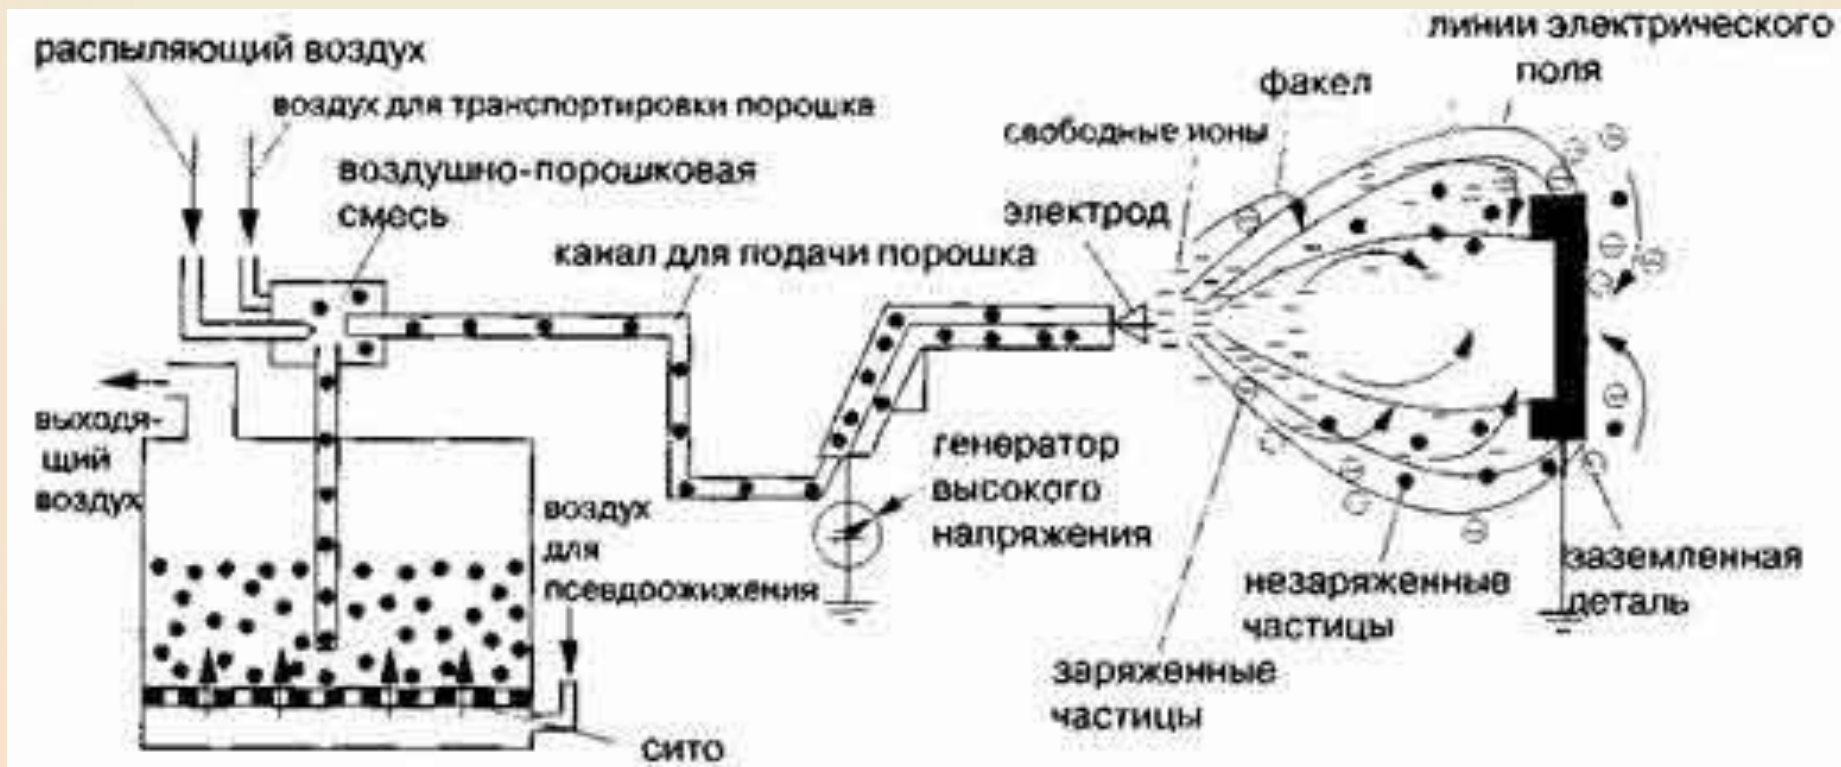 распыляющий воздух
воздух для транспортировки порошка
воздушно-порошковая
смесь
канал для подачи порошка
выходя-
щий
воздух
воздух
для
псевдоожижения
сито
генератор
высокого
напряжения
электрод
свободные ионы
факел
линии электрического
поля
заряженные
частицы
незаряженные
частицы
заземленная
деталь